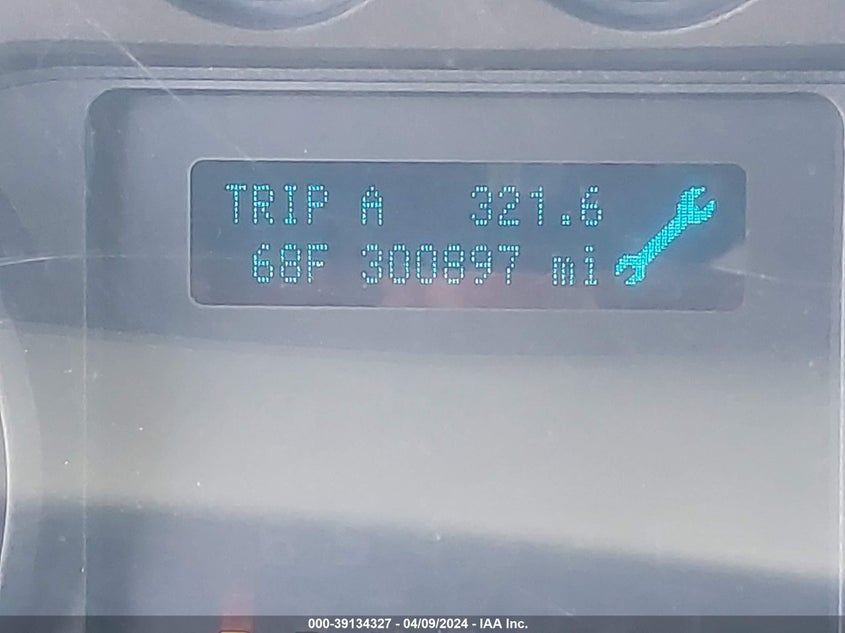 TRIP A 321.6
68F 300897 mi
000-39134327 - 04/09/2024 - IAA Inc.